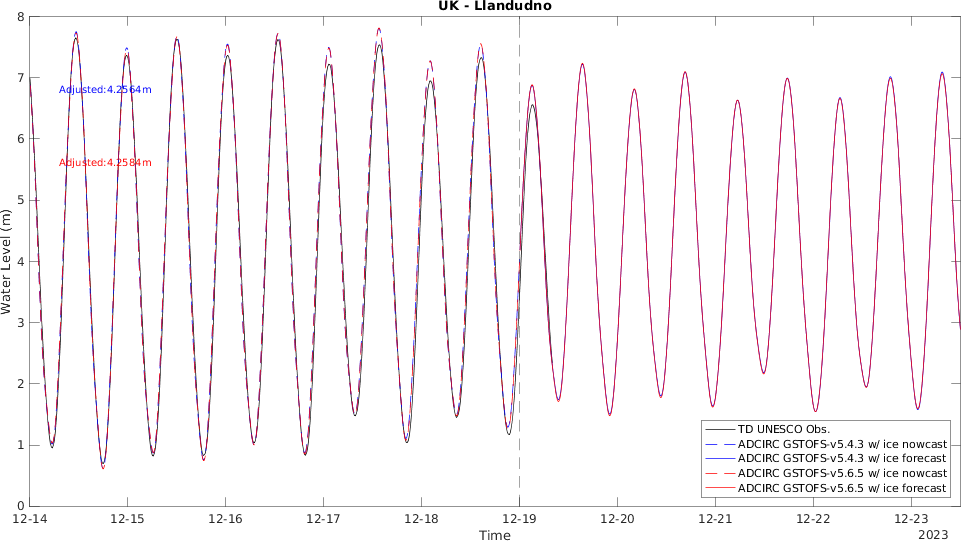 UK - Llandudno
8
7
6
5
4
3
2
1
0
Water Level (m)
Adjusted:4.2564m
Adjusted:4.2584m
TD UNESCO Obs.
ADCIRC GSTOFS-v5.4.3 w/ ice nowcast
ADCIRC GSTOFS-v5.4.3 w/ ice forecast
ADCIRC GSTOFS-v5.6.5 w/ ice nowcast
ADCIRC GSTOFS-v5.6.5 w/ ice forecast
12-14 12-15 12-16 12-17 12-18 12-19 12-20 12-21 12-22 12-23
Time
2023